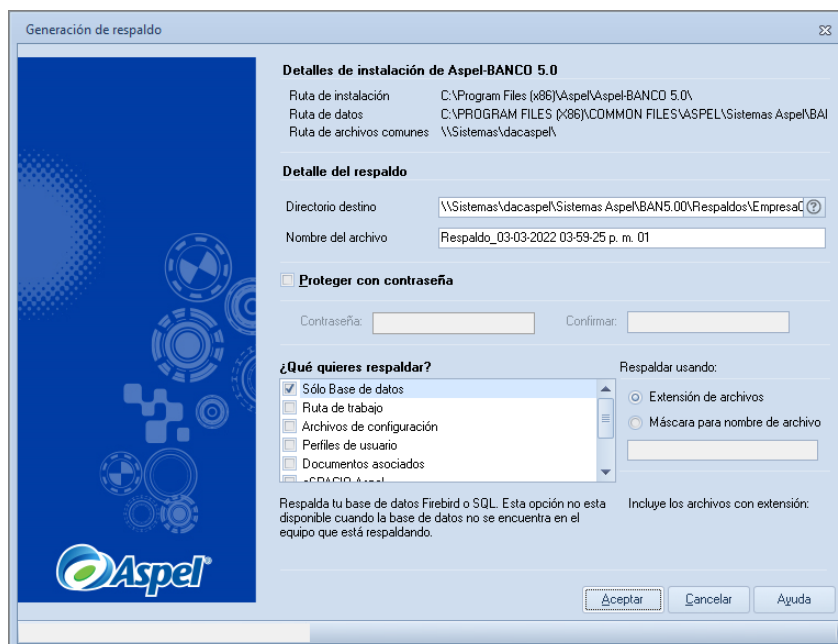 Generación de respaldo
Detalles de instalación de Aspel-BANCO 5.0
Ruta de instalación C:\Program Files (x86)\Aspel\Aspel-BANCO 5.0\
Ruta de datos C:\PROGRAM FILES (X86)\COMMON FILES\ASPEL\Sistemas Aspel\BAI
Ruta de archivos comunes \\Sistemas\dacaspel\
Detalle del respaldo
Directorio destino \\Sistemas\dacaspel\Sistemas Aspel\BAN5.00\Respaldos\Empresa0
Nombre del archivo Respaldo_03-03-2022 03-59-25 p. m. 01
Proteger con contraseña
Contraseña: Confirmar:
¿Qué quieres respaldar? Respaldar usando:
Sólo Base de datos
Extensión de archivos
Ruta de trabajo
Máscara para nombre de archivo
Archivos de configuración
Perfiles de usuario
Documentos asociados
eSPACIO Aspel
Respalda tu base de datos Firebird o SQL. Esta opción no esta
disponible cuando la base de datos no se encuentra en el
equipo que está respaldando.
Incluye los archivos con extensión:
Aspel®
Aceptar Cancelar Ayuda